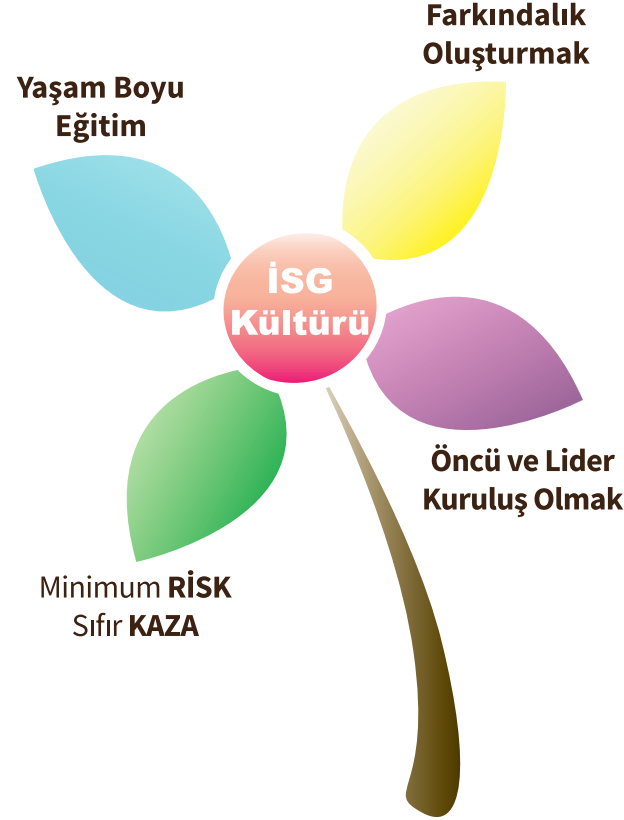 Farkındalık
Oluşturmak
Yaşam Boyu
Eğitim
İSG
Kültürü
Öncü ve Lider
Kuruluş Olmak
Minimum RİSK
Sıfır KAZA